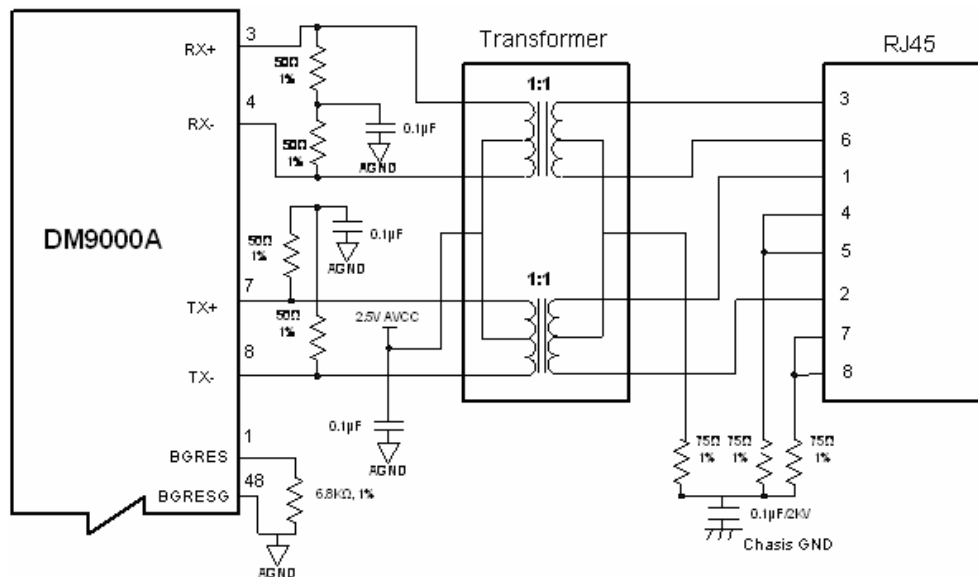 Transformer
RJ45
DM9000A
RX+
3
50Ω
1%
4
RX-
50Ω
1%
0.1µF
AGND
50Ω
1%
0.1µF
AGND
7
TX+
50Ω
1%
8
TX-
2.5V AVCC
0.1µF
AGND
1
BGRES
48
BGRESG
6.8KΩ, 1%
AGND
1:1
1:1
3
6
1
4
5
2
7
8
75Ω
1%
75Ω
1%
75Ω
1%
0.1µF/2KV
Chasis GND